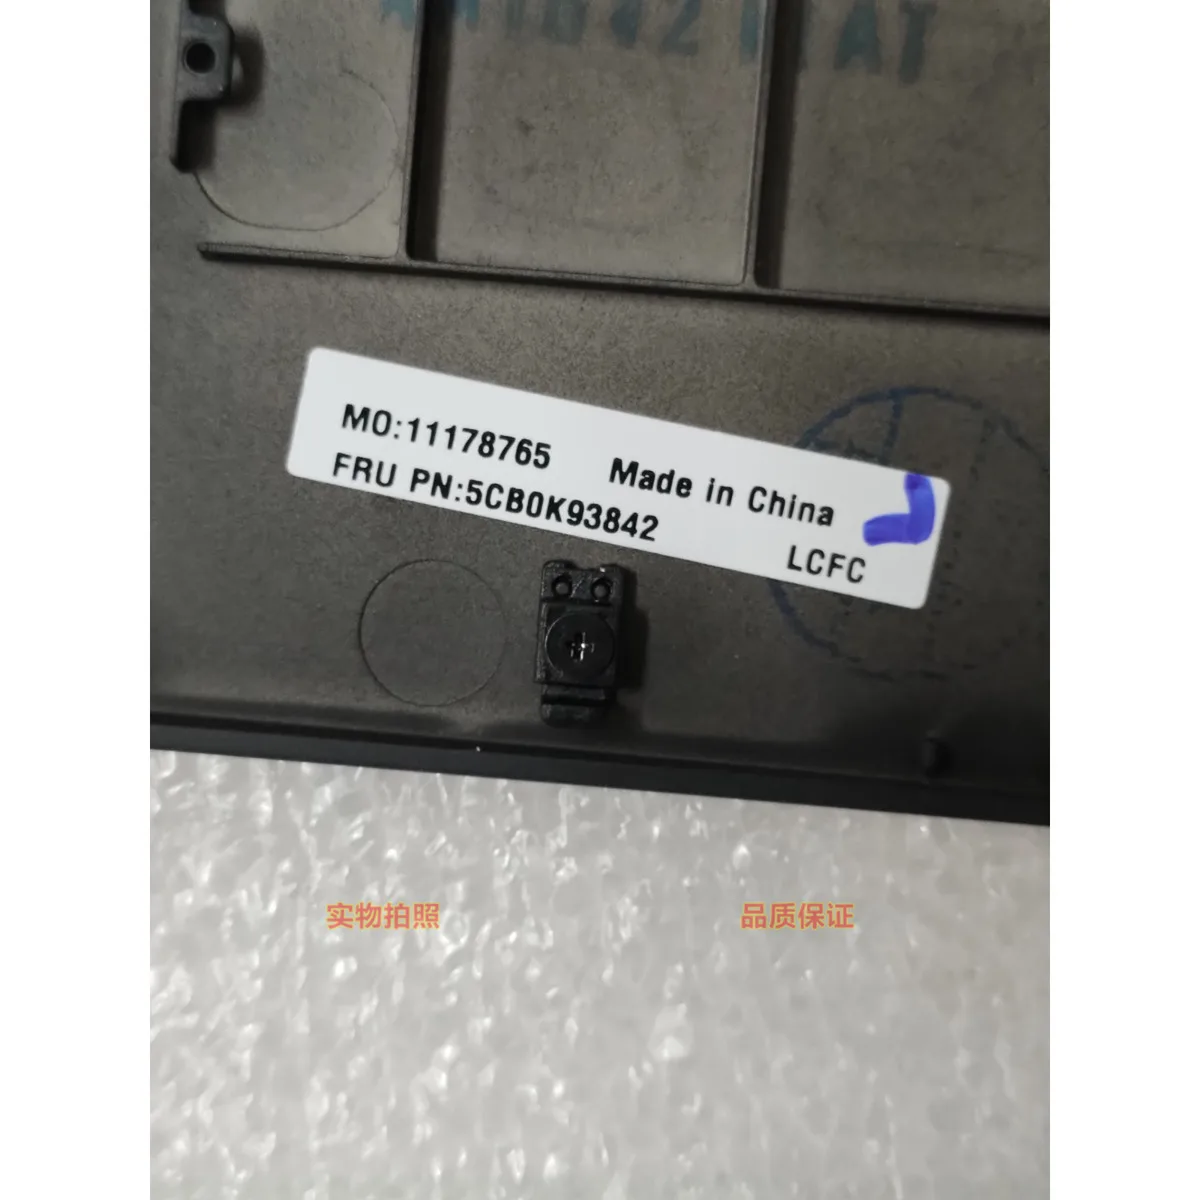 MO:11178765
Made in China
FRU PN:5CB0K93842
LCFC
实物拍照
品质保证